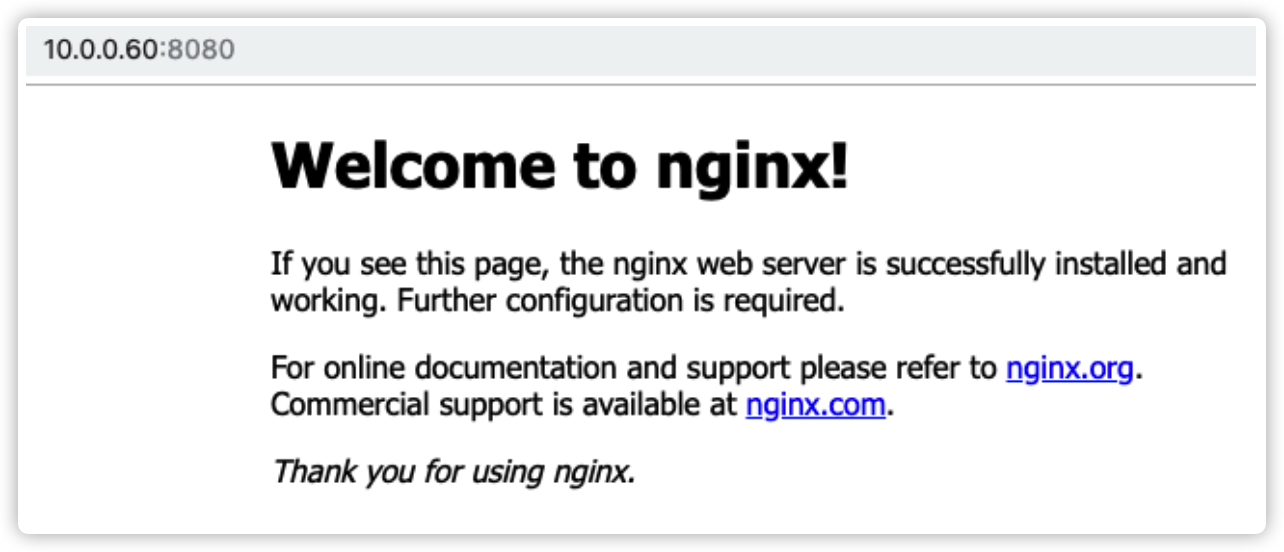 10.0.0.60:8080
Welcome to nginx!
If you see this page, the nginx web server is successfully installed and
working. Further configuration is required.
For online documentation and support please refer to nginx.org.
Commercial support is available at nginx.com.
Thank you for using nginx.